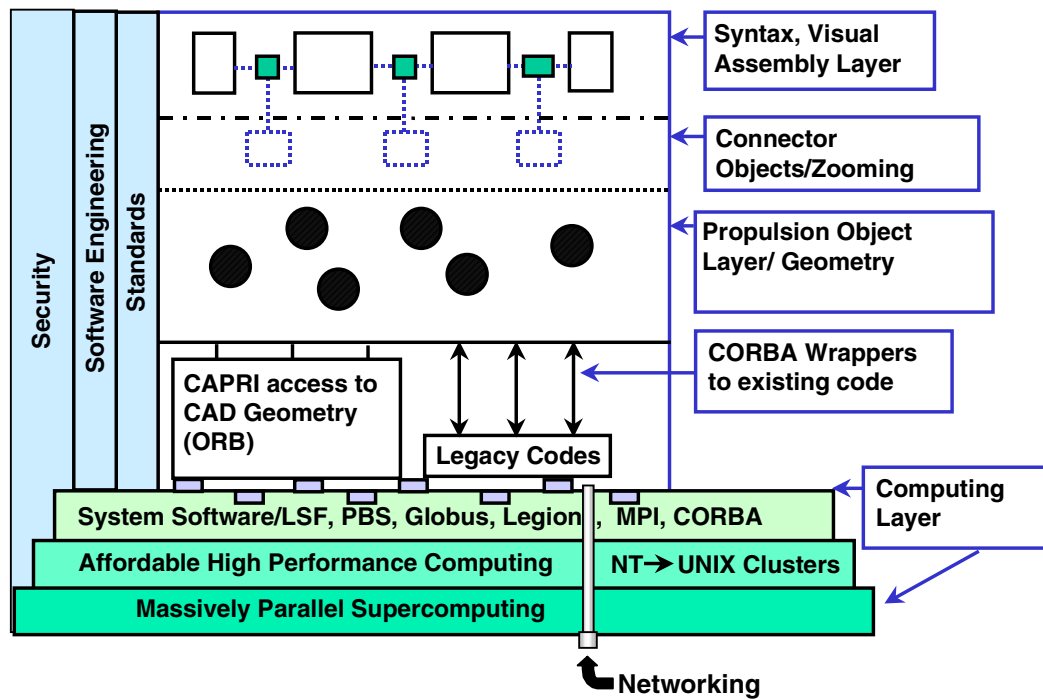 Security
Software Engineering
Standards
Syntax, Visual
Assembly Layer
Connector
Objects/Zooming
Propulsion Object
Layer/ Geometry
CORBA Wrappers
to existing code
CAPRI access to
CAD Geometry
(ORB)
Legacy Codes
Computing
Layer
System Software/LSF, PBS, Globus, Legion, MPI, CORBA
Affordable High Performance Computing
NT → UNIX Clusters
Massively Parallel Supercomputing
Networking